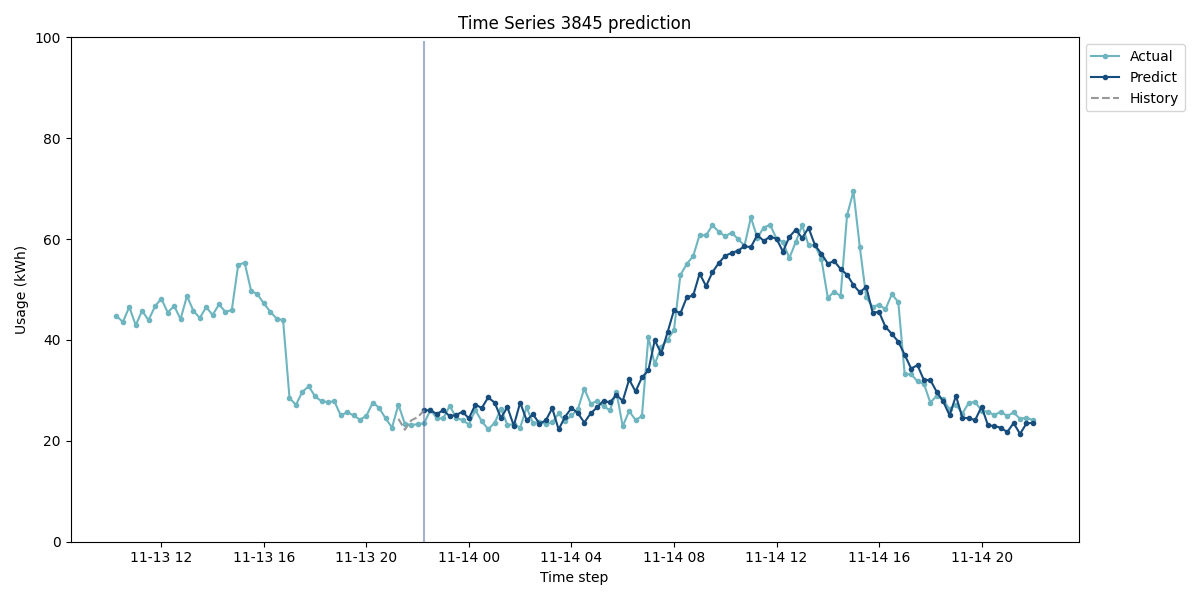 Time Series 3845 prediction
100
80
60
40
20
0
Usage (kWh)
11-13 12
11-13 16
11-13 20
11-14 00
11-14 04
11-14 08
11-14 12
11-14 16
11-14 20
Time step
Actual
Predict
History